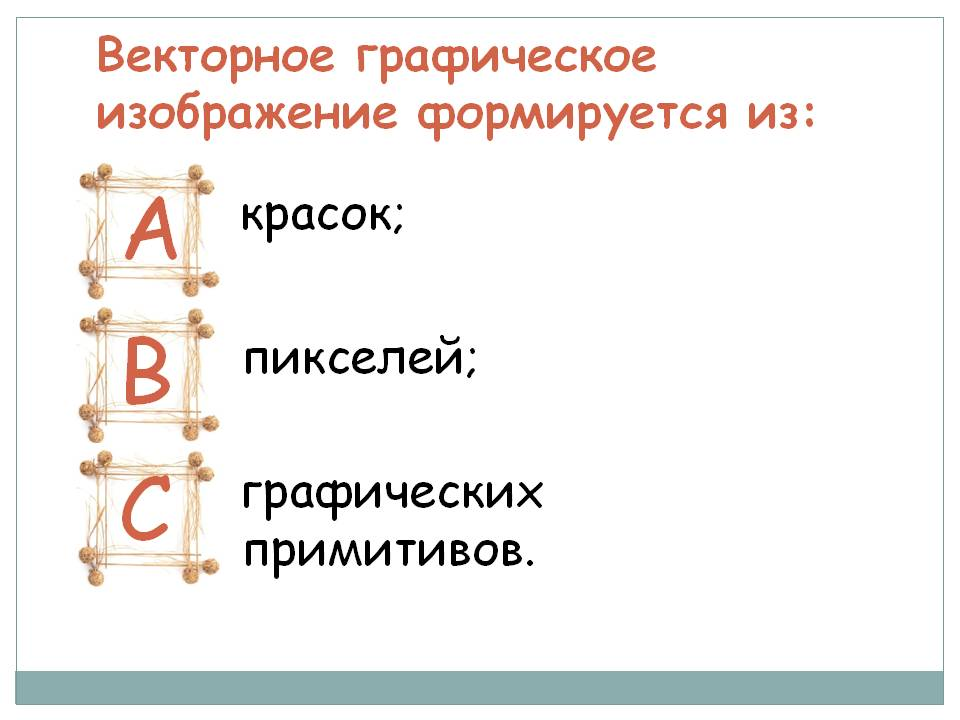 Векторное графическое
изображение формируется из:
А
красок;
В
пикселей;
С
графических
примитивов.